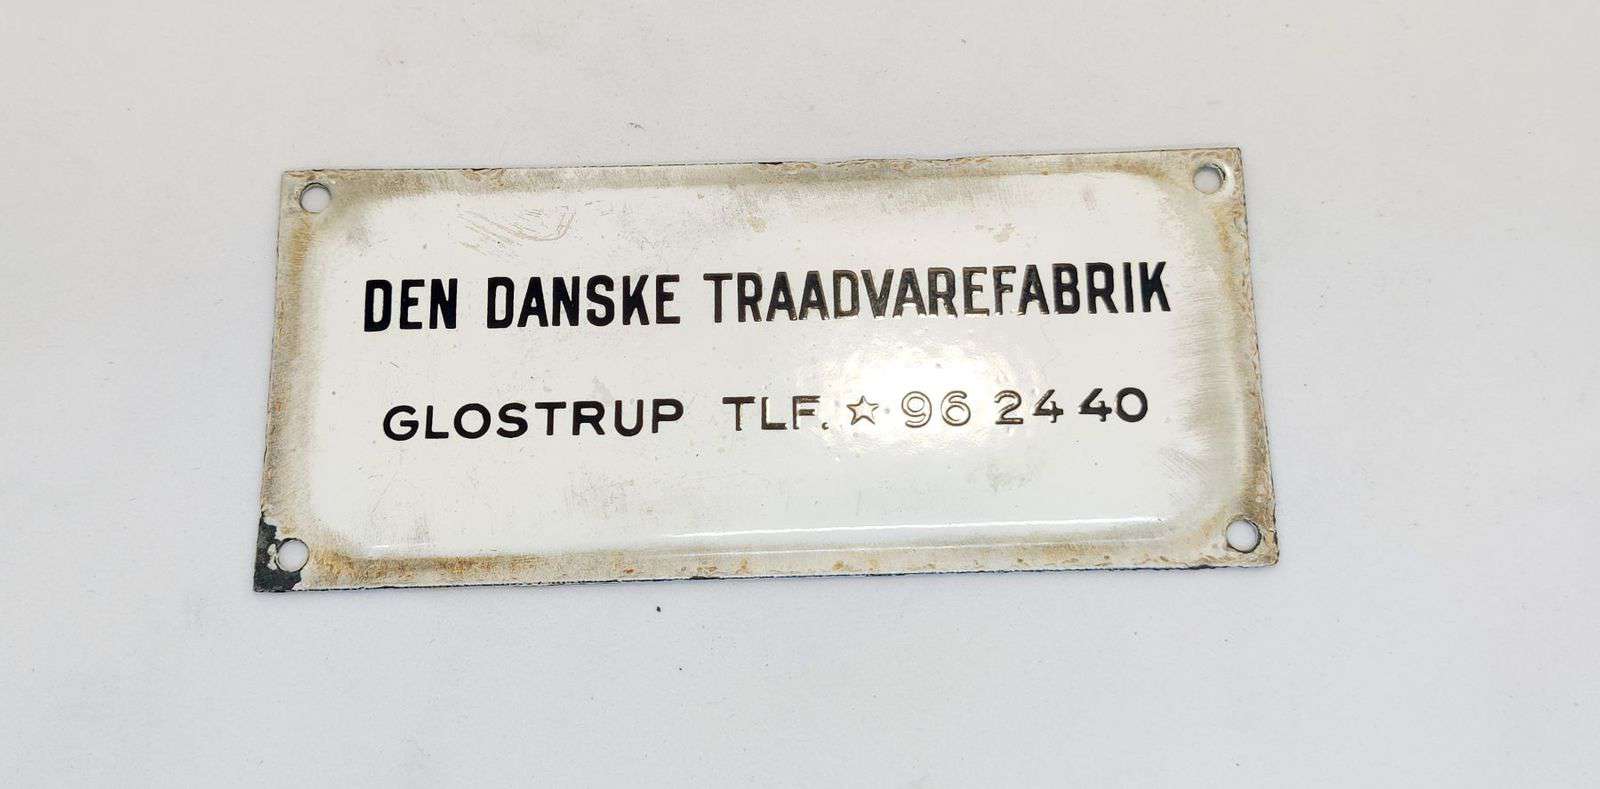 DEN DANSKE TRAADVAREFABRIK
GLOSTRUP TLF. ☆ 96 24 40